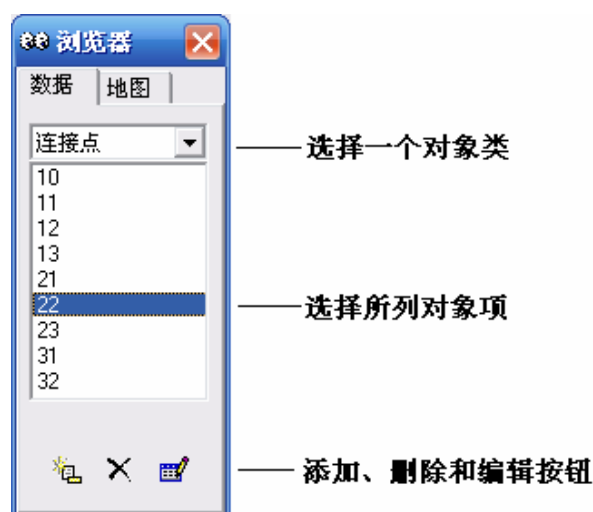 浏览器
数据 地图
连接点 选择一个对象类
10
11
12
13
21
22 选择所列对象项
23
31
32
添加、删除和编辑按钮